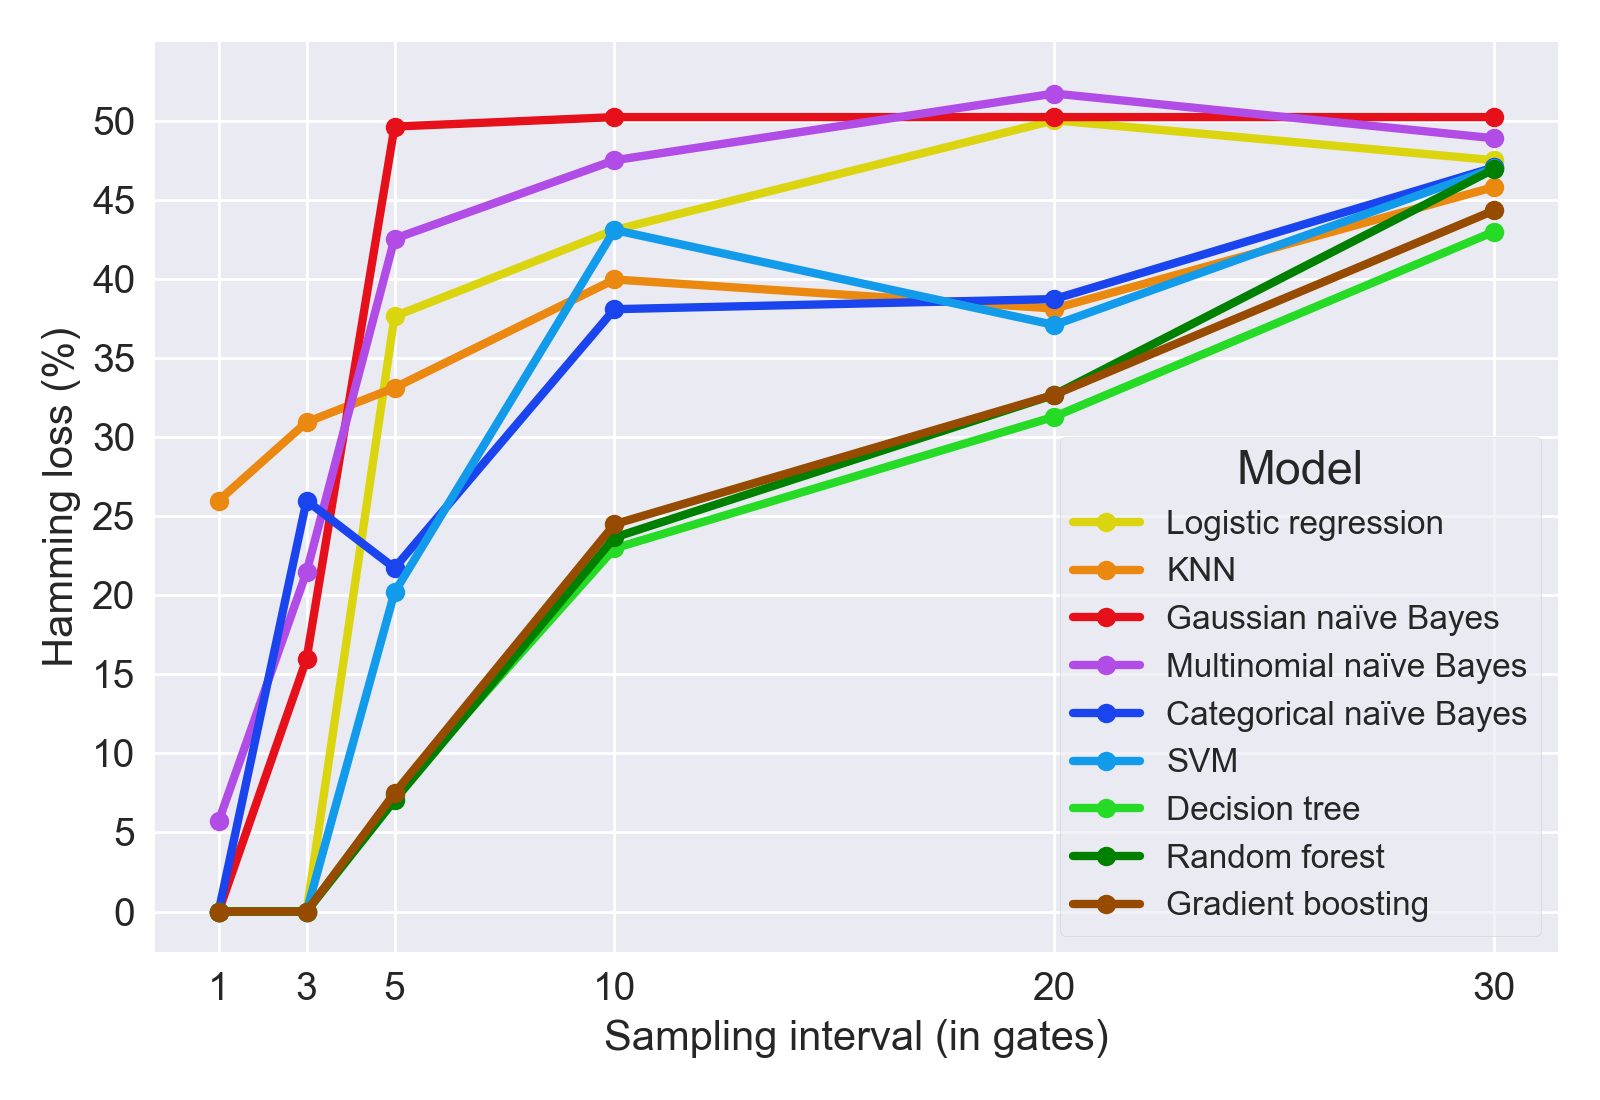 50
45
40
35
30
25
20
15
10
5
0
Hamming loss (%)
1 3 5 10 20 30
Sampling interval (in gates)
Model
Logistic regression
KNN
Gaussian naïve Bayes
Multinomial naïve Bayes
Categorical naïve Bayes
SVM
Decision tree
Random forest
Gradient boosting